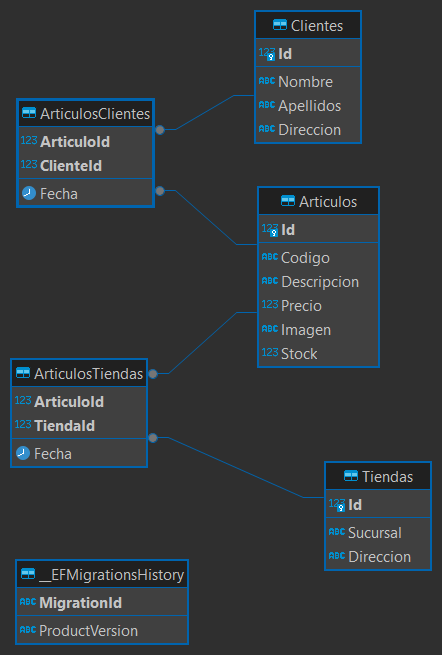 Clientes
123 Id
ABC Nombre
ABC Apellidos
ABC Direccion
ArticulosClientes
123 ArticuloId
123 ClienteId
Fecha
Articulos
123 Id
ABC Codigo
ABC Descripcion
123 Precio
ABC Imagen
123 Stock
ArticulosTiendas
123 ArticuloId
123 TiendaId
Fecha
Tiendas
123 Id
ABC Sucursal
ABC Direccion
__EFMigrationsHistory
ABC MigrationId
ABC ProductVersion